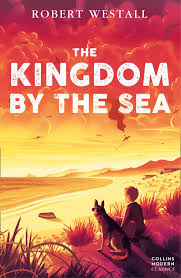 ROBERT WESTALL
THE
KINGDOM
BY THE SEA
COLLINS
MODERN
CLASSICS